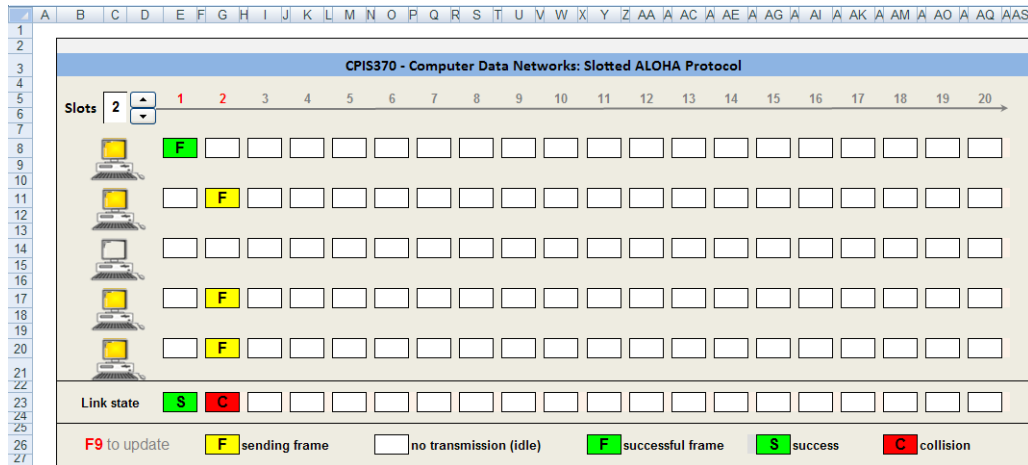 A B C D E F G H I J K L M N O P Q R S T U V W X Y Z AA A AC A AE A AG A AI A AK A AM A AO A AQ A AS
1
2
3 CPIS370 - Computer Data Networks: Slotted ALOHA Protocol
4
5 Slots 2 1 2 3 4 5 6 7 8 9 10 11 12 13 14 15 16 17 18 19 20
6
7
8 F
9
10
11 F
12
13
14
15
16
17 F
18
19
20 F
21
22
23 Link state S C
24
25
26 F9 to update F sending frame no transmission (idle) F successful frame S success C collision
27